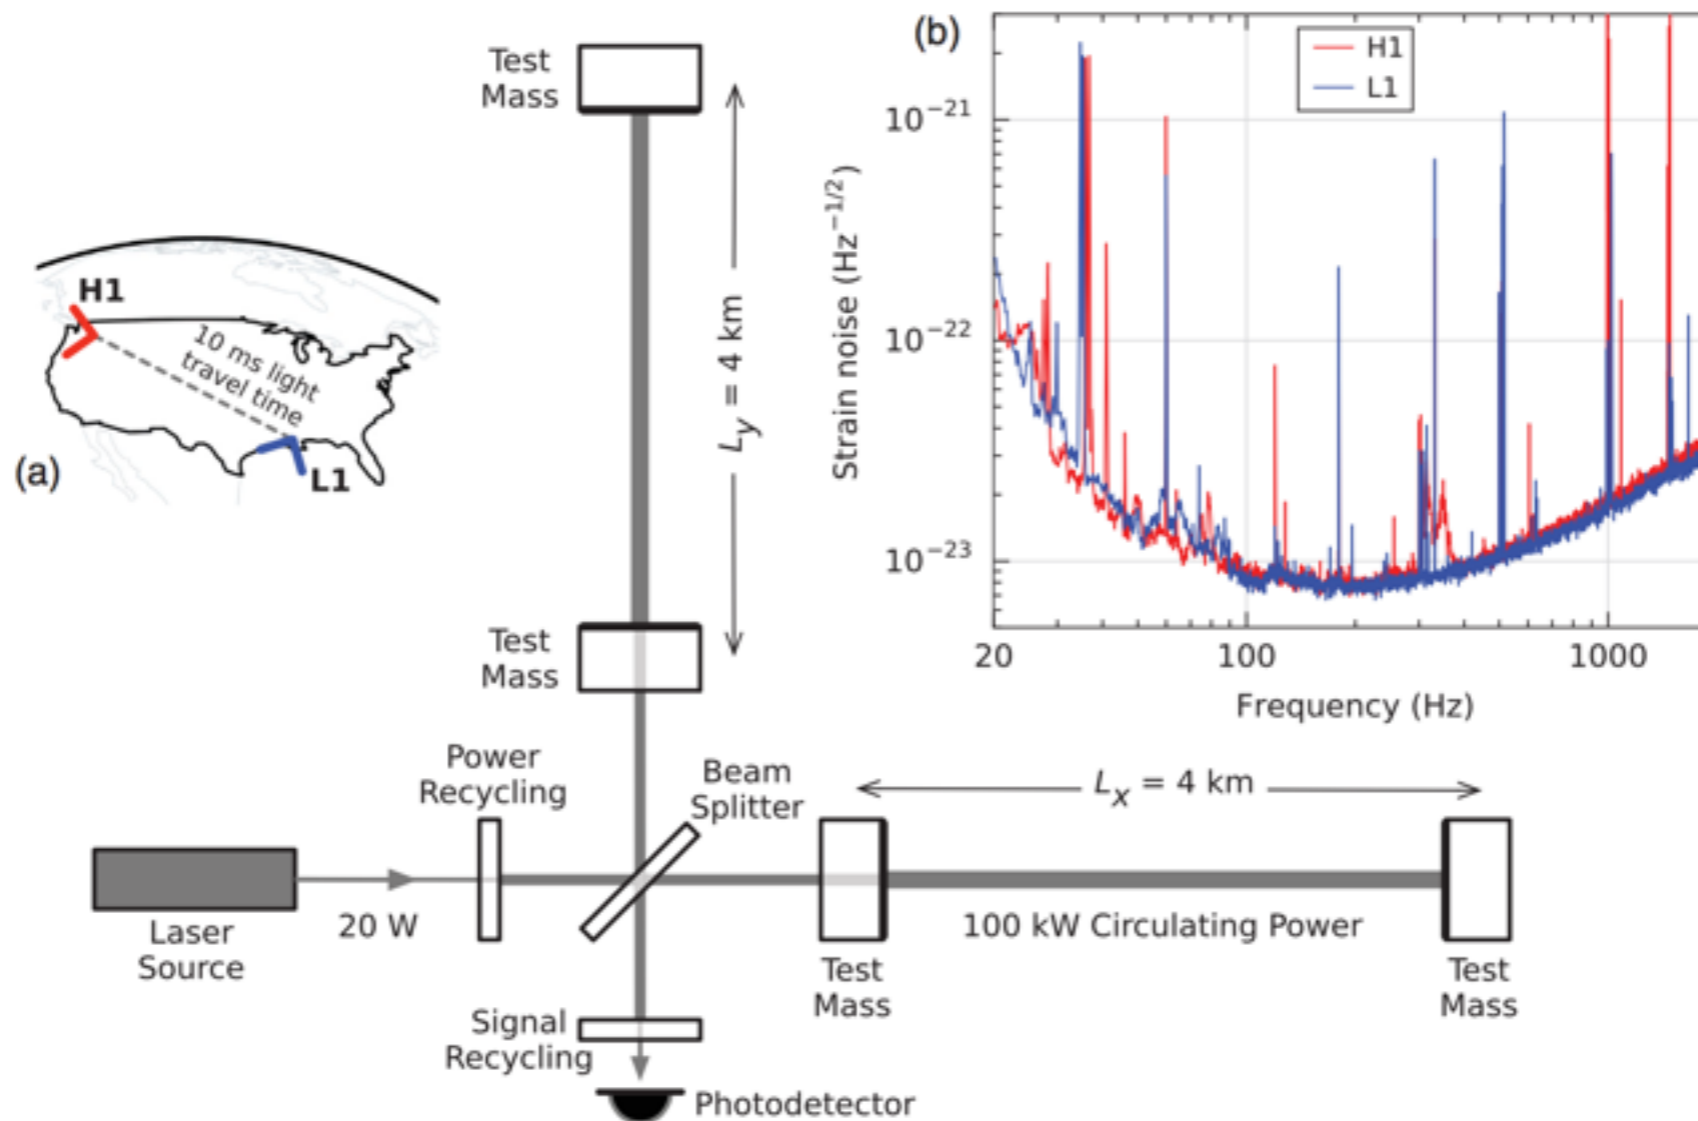 (a)
H1
10 ms light
travel time
L1
Test
Mass
Ly = 4 km
Test
Mass
Power
Recycling
Beam
Splitter
Lx = 4 km
Laser
Source
20 W
100 kW Circulating Power
Test
Mass
Test
Mass
Signal
Recycling
Photodetector
(b)
H1
L1
Strain noise (Hz−1/2)
10−21
10−22
10−23
20 100 1000
Frequency (Hz)